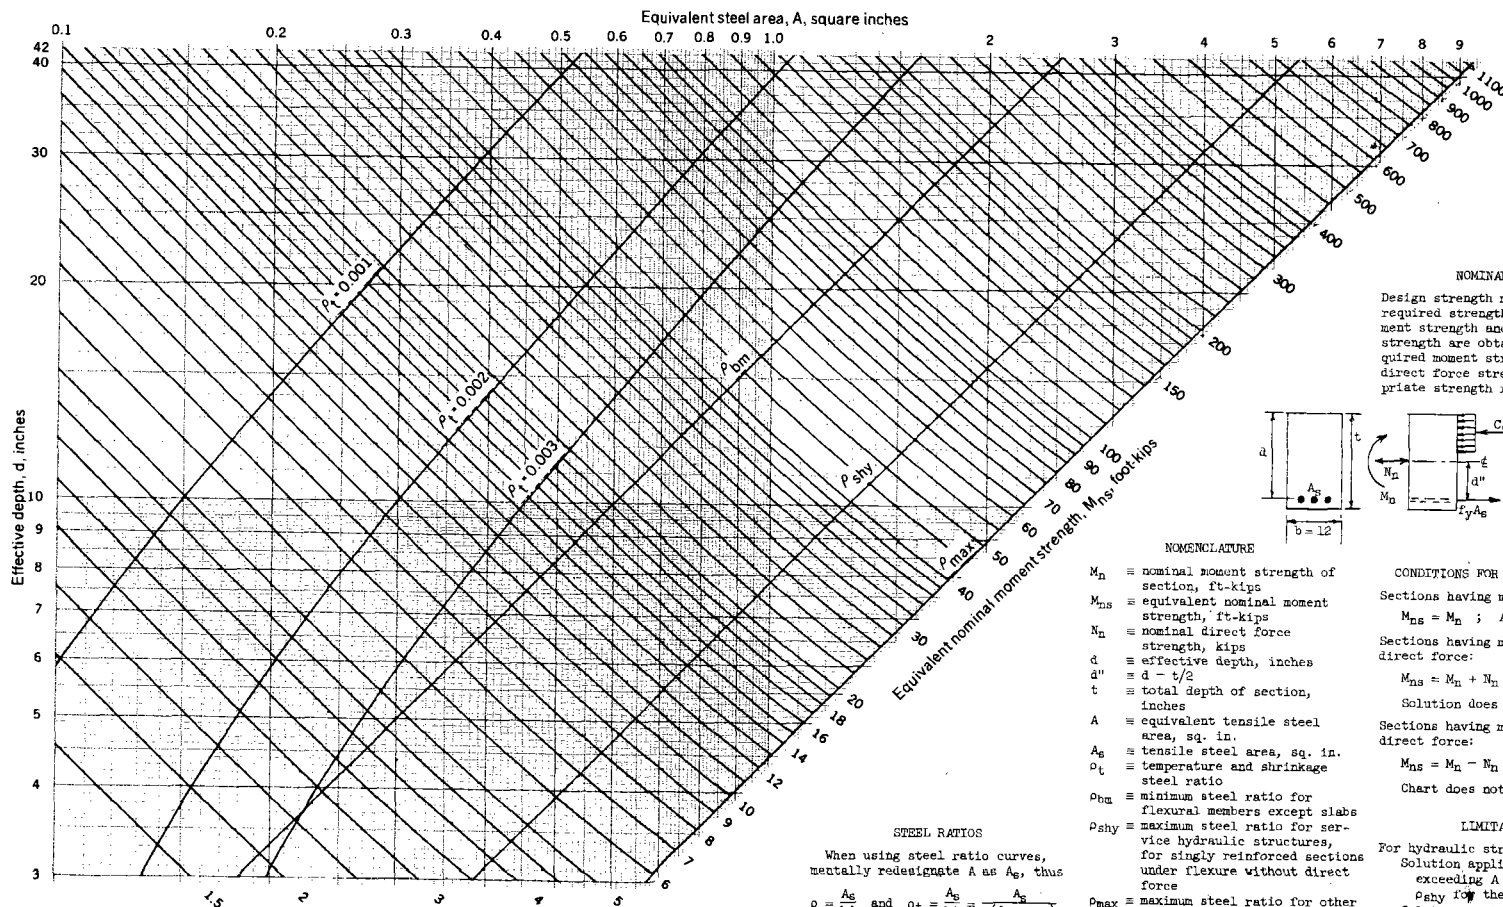 Equivalent steel area, A, square inches
0.1 0.2 0.3 0.4 0.5 0.6 0.7 0.8 0.9 1.0 2 3 4 5 6 7 8 9
42
40
30
20
10
9
8
7
6
5
4
3
Effective depth, d, inches
ρt = 0.001
ρt = 0.002
ρt = 0.003
ρbm
ρshy
ρmax
1100
1000
900
800
700
600
500
400
300
200
150
100
90
80
70
60
50
40
30
20
18
16
14
12
10
9
8
7
6
5
4
3
2
1.5
Equivalent nominal moment strength, Mns, foot-kips
NOMINA
Design strength
required strength
ment strength and
strength are obta
quired moment str
direct force stre
priate strength
d t
As
b = 12
Nn
Mn
C
¢
d"
fyAs
NOMENCLATURE
Mn ≡ nominal moment strength of
section, ft-kips
Mns ≡ equivalent nominal moment
strength, ft-kips
Nn ≡ nominal direct force
strength, kips
d ≡ effective depth, inches
d" ≡ d - t/2
t ≡ total depth of section,
inches
A ≡ equivalent tensile steel
area, sq. in.
As ≡ tensile steel area, sq. in.
ρt ≡ temperature and shrinkage
steel ratio
ρbm ≡ minimum steel ratio for
flexural members except slabs
ρshy ≡ maximum steel ratio for ser-
vice hydraulic structures,
for singly reinforced sections
under flexure without direct
force
ρmax ≡ maximum steel ratio for other
CONDITIONS FOR
Sections having m
Mns = Mn ; A
Sections having m
direct force:
Mns = Mn + Nn
Solution does
Sections having m
direct force:
Mns = Mn - Nn
Chart does not
LIMITA
For hydraulic str
Solution appli
exceeding A
ρshy for the
STEEL RATIOS
When using steel ratio curves,
mentally redesignate A as As, thus
ρ = As and ρt = As = As